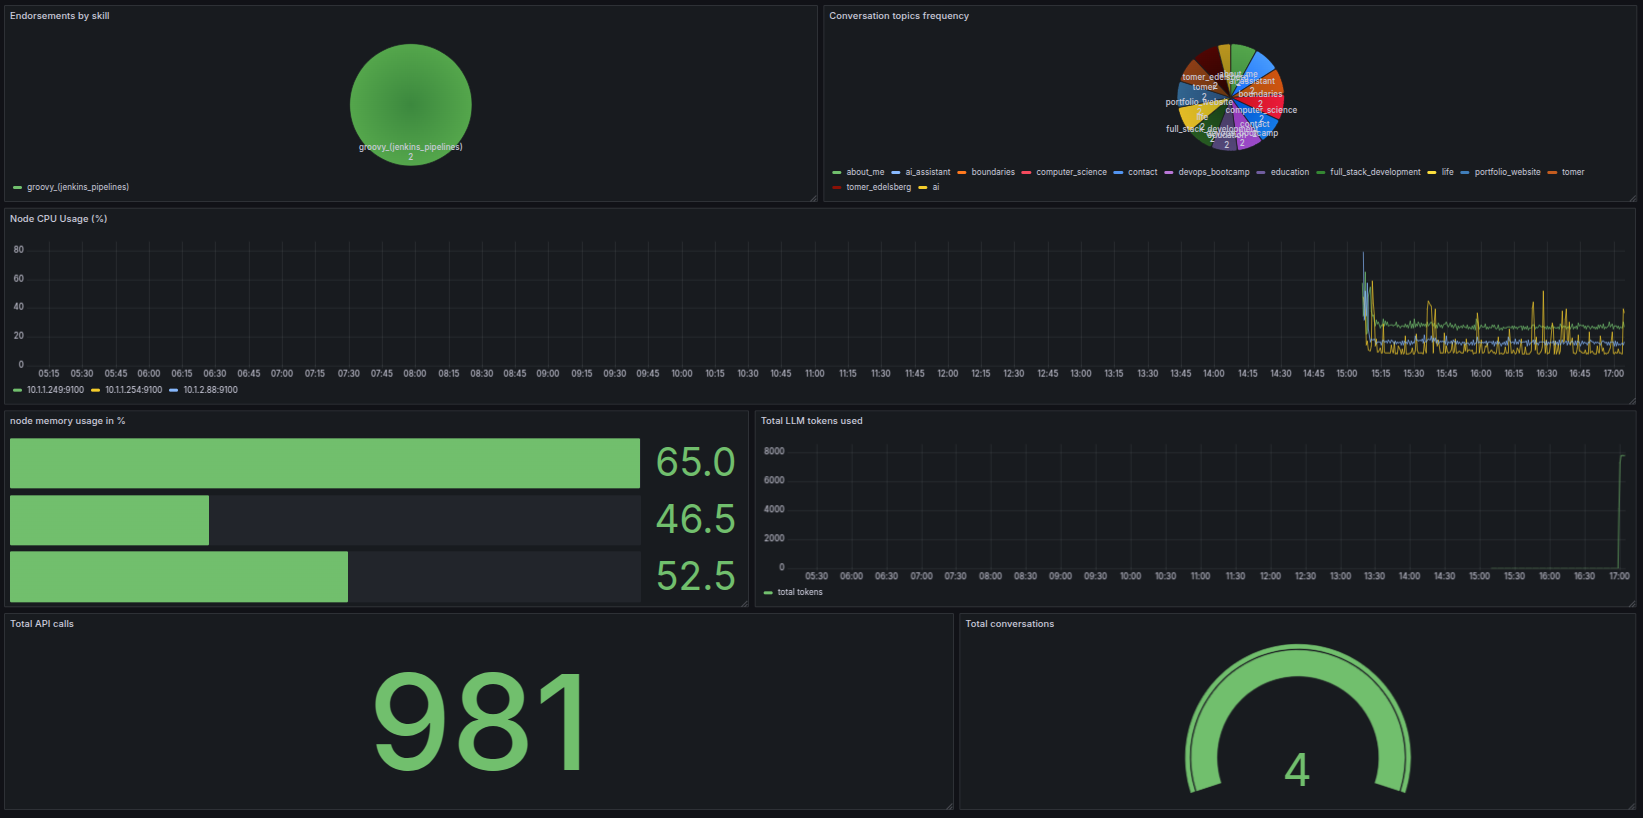 Endorsements by skill
groovy_(jenkins_pipelines)
2
groovy_(jenkins_pipelines)
Conversation topics frequency
about_me
tomer_edelsberg
ai_assistant
2
2
2
tomer
boundaries
2
portfolio_website
2
2
computer_science
life
2
contact
full_stack_development
2
education
devops_bootcamp
2
2
2
about_me ai_assistant boundaries computer_science contact devops_bootcamp education full_stack_development life portfolio_website tomer
tomer_edelsberg ai
Node CPU Usage (%)
80
60
40
20
0
05:15 05:30 05:45 06:00 06:15 06:30 06:45 07:00 07:15 07:30 07:45 08:00 08:15 08:30 08:45 09:00 09:15 09:30 09:45 10:00 10:15 10:30 10:45 11:00 11:15 11:30 11:45 12:00 12:15 12:30 12:45 13:00 13:15 13:30 13:45 14:00 14:15 14:30 14:45 15:00 15:15 15:30 15:45 16:00 16:15 16:30 16:45 17:00
10.1.1.249:9100 10.1.1.254:9100 10.1.2.88:9100
node memory usage in %
65.0
46.5
52.5
Total LLM tokens used
8000
6000
4000
2000
0
05:30 06:00 06:30 07:00 07:30 08:00 08:30 09:00 09:30 10:00 10:30 11:00 11:30 12:00 12:30 13:00 13:30 14:00 14:30 15:00 15:30 16:00 16:30 17:00
total tokens
Total API calls
981
Total conversations
4